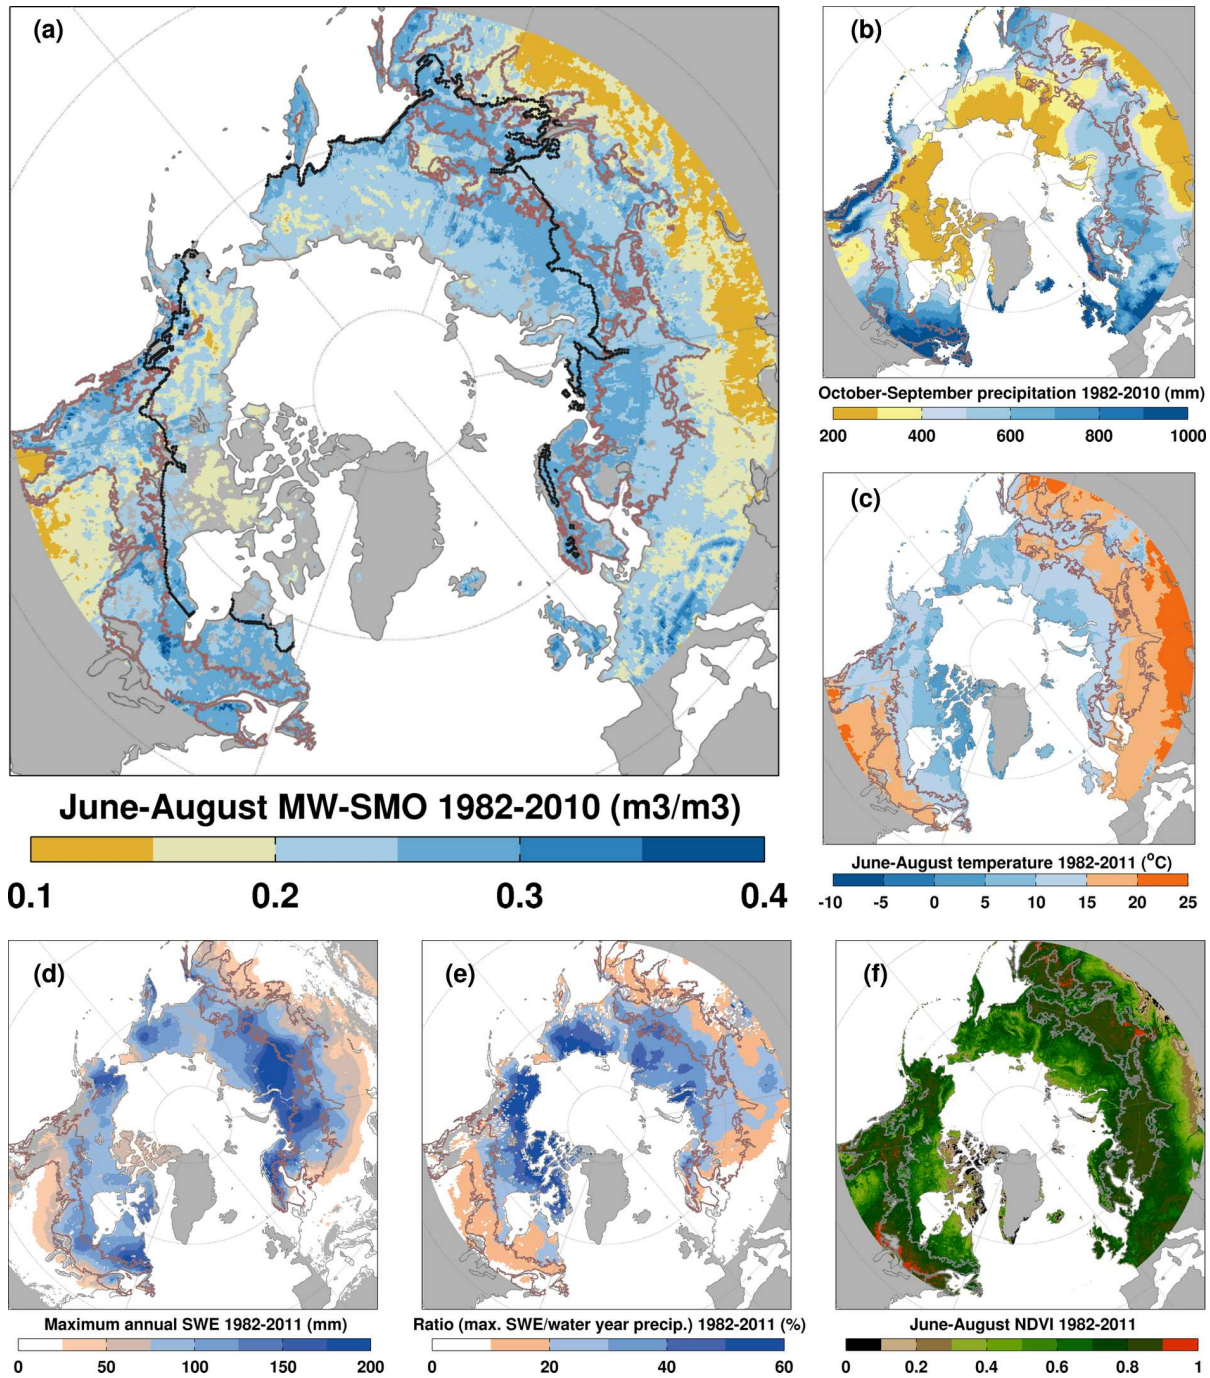 (a)
June-August MW-SMO 1982-2010 (m3/m3)
0.1 0.2 0.3 0.4
(b)
October-September precipitation 1982-2010 (mm)
200 400 600 800 1000
(c)
June-August temperature 1982-2011 (°C)
-10 -5 0 5 10 15 20 25
(d)
Maximum annual SWE 1982-2011 (mm)
0 50 100 150 200
(e)
Ratio (max. SWE/water year precip.) 1982-2011 (%)
0 20 40 60
(f)
June-August NDVI 1982-2011
0 0.2 0.4 0.6 0.8 1